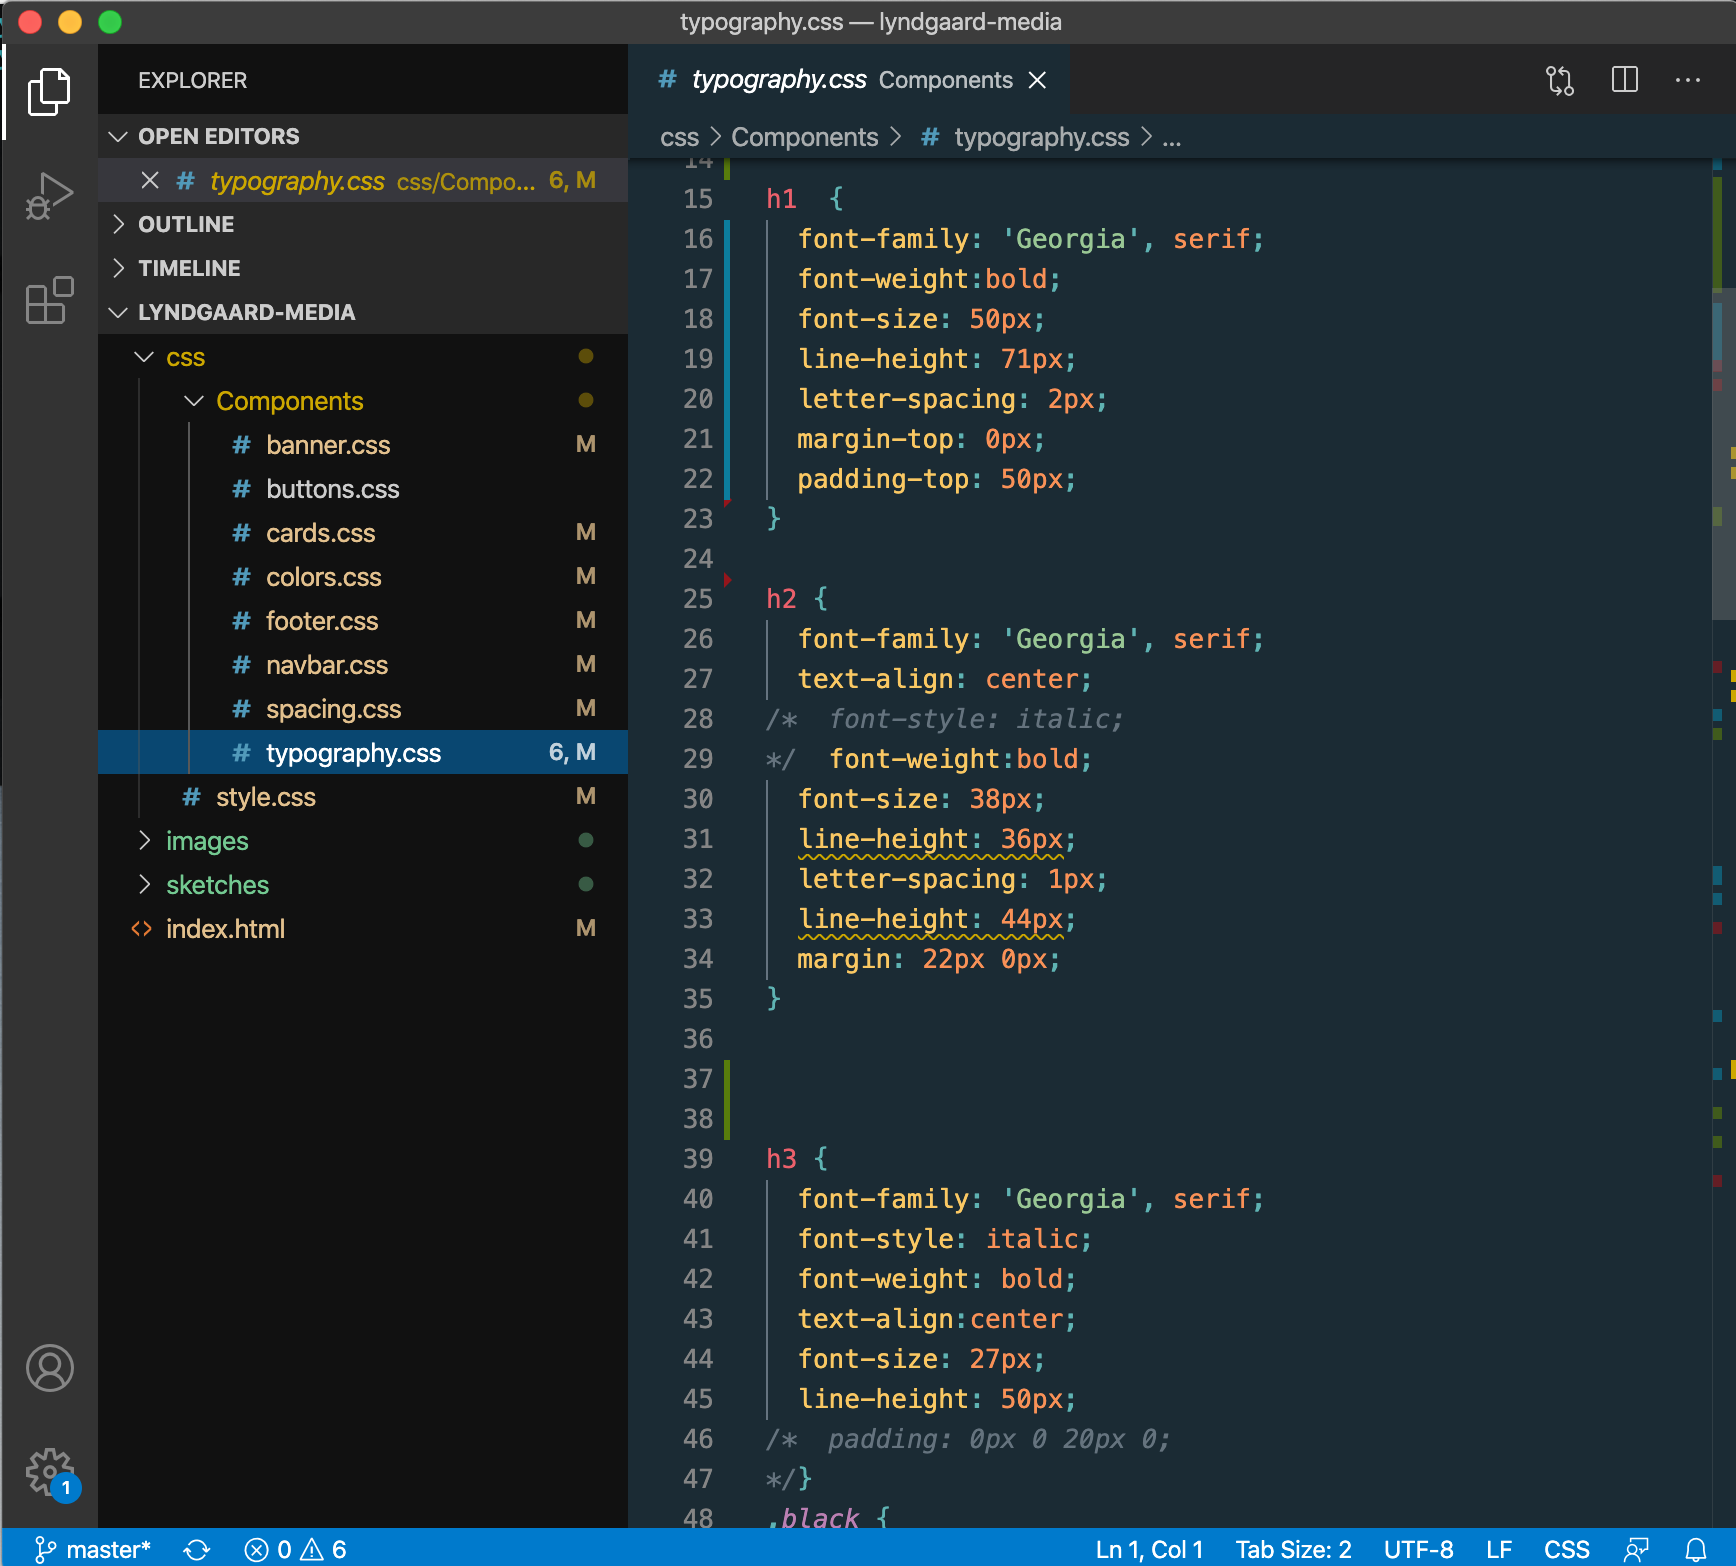 typography.css — lyndgaard-media
EXPLORER
OPEN EDITORS
# typography.css css/Compo... 6, M
OUTLINE
TIMELINE
LYNDGAARD-MEDIA
css
Components
# banner.css M
# buttons.css
# cards.css M
# colors.css M
# footer.css M
# navbar.css M
# spacing.css M
# typography.css 6, M
# style.css M
images
sketches
<> index.html M
1
# typography.css Components
css > Components > # typography.css > ...
14
15 h1  {
16   font-family: 'Georgia', serif;
17   font-weight:bold;
18   font-size: 50px;
19   line-height: 71px;
20   letter-spacing: 2px;
21   margin-top: 0px;
22   padding-top: 50px;
23 }
24
25 h2 {
26   font-family: 'Georgia', serif;
27   text-align: center;
28 /*  font-style: italic;
29 */  font-weight:bold;
30   font-size: 38px;
31   line-height: 36px;
32   letter-spacing: 1px;
33   line-height: 44px;
34   margin: 22px 0px;
35 }
36
37
38
39 h3 {
40   font-family: 'Georgia', serif;
41   font-style: italic;
42   font-weight: bold;
43   text-align:center;
44   font-size: 27px;
45   line-height: 50px;
46 /*  padding: 0px 0 20px 0;
47 */}
48 .black {
master* 0 6 Ln 1, Col 1 Tab Size: 2 UTF-8 LF CSS